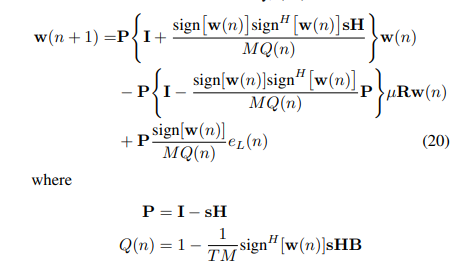 w(n + 1) =P{I + sign[w(n)]sign^H[w(n)]sH / MQ(n)}w(n)
− P{I − sign[w(n)]sign^H[w(n)] / MQ(n) P}μRw(n)
+ P sign[w(n)] / MQ(n) e_L(n) (20)
where
P = I − sH
Q(n) = 1 − 1 / TM sign^H[w(n)]sHB